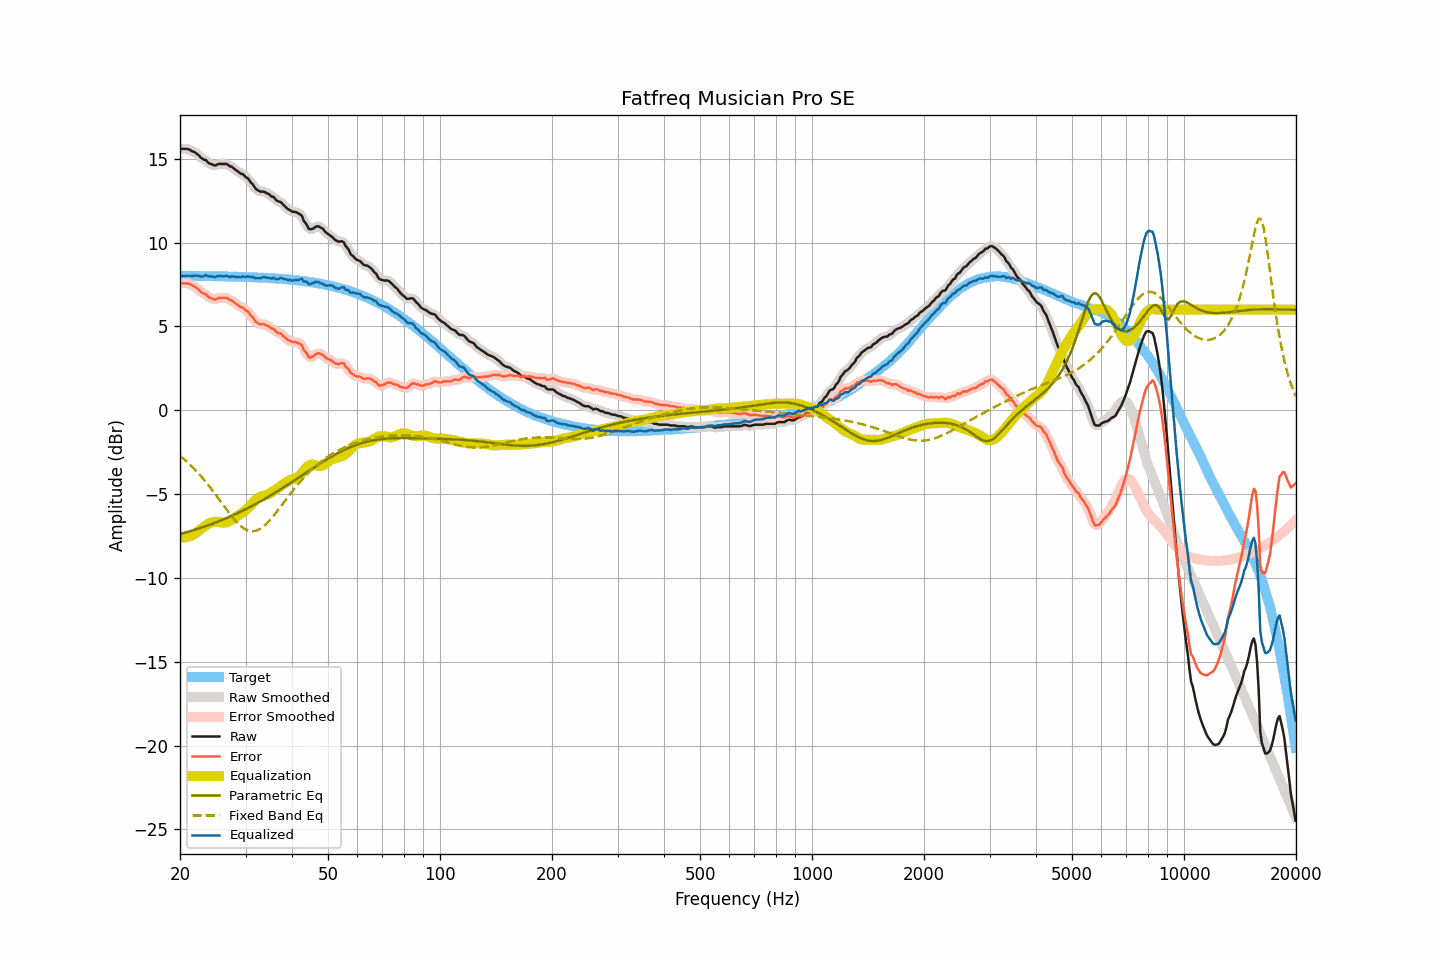 Fatfreq Musician Pro SE
15
10
5
0
−5
−10
−15
−20
−25
Amplitude (dBr)
Target
Raw Smoothed
Error Smoothed
Raw
Error
Equalization
Parametric Eq
Fixed Band Eq
Equalized
20 50 100 200 500 1000 2000 5000 10000 20000
Frequency (Hz)